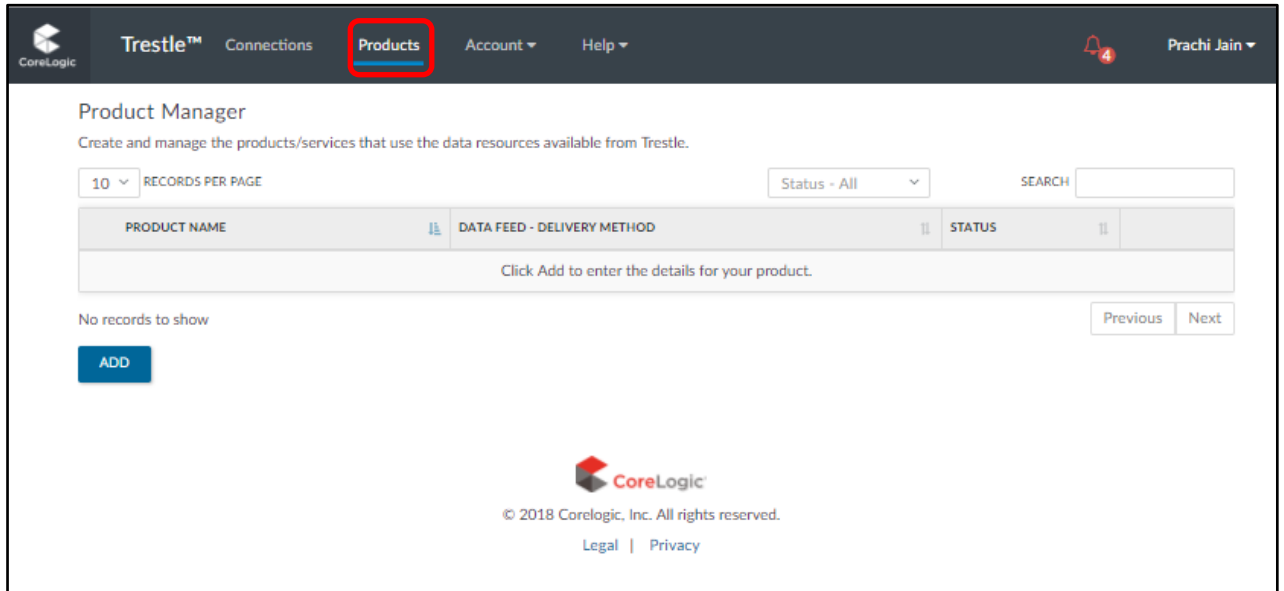 CoreLogic
Trestle™ Connections Products Account Help 4 Prachi Jain
Product Manager
Create and manage the products/services that use the data resources available from Trestle.
10 RECORDS PER PAGE Status - All SEARCH
PRODUCT NAME DATA FEED - DELIVERY METHOD STATUS
Click Add to enter the details for your product.
No records to show Previous Next
ADD
CoreLogic
© 2018 Corelogic, Inc. All rights reserved.
Legal | Privacy